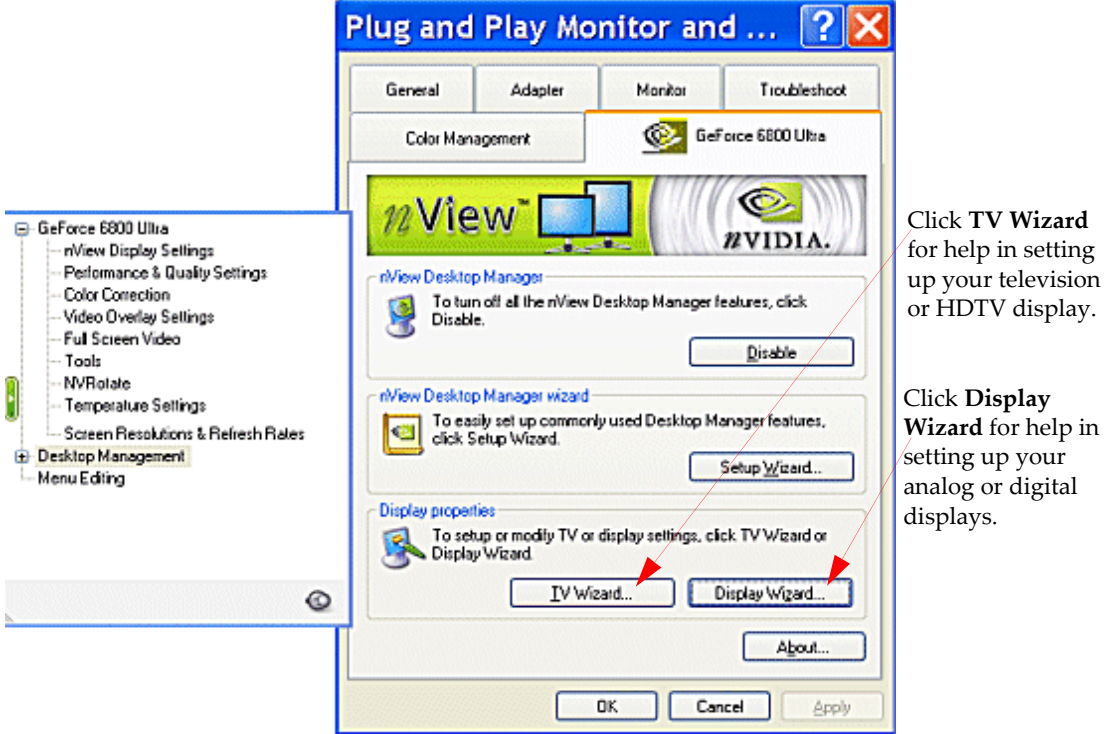 Plug and Play Monitor and ...
General
Adapter
Monitor
Troubleshoot
Color Management
GeForce 6800 Ultra
nView™
nVIDIA.
GeForce 6800 Ultra
nView Display Settings
Performance & Quality Settings
Color Correction
Video Overlay Settings
Full Screen Video
Tools
NVRotate
Temperature Settings
Screen Resolutions & Refresh Rates
Desktop Management
Menu Editing
nView Desktop Manager
To turn off all the nView Desktop Manager features, click
Disable.
Disable
nView Desktop Manager wizard
To easily set up commonly used Desktop Manager features,
click Setup Wizard.
Setup Wizard...
Display properties
To setup or modify TV or display settings, click TV Wizard or
Display Wizard.
TV Wizard...
Display Wizard...
About...
OK
Cancel
Apply
Click TV Wizard
for help in setting
up your television
or HDTV display.
Click Display
Wizard for help in
setting up your
analog or digital
displays.